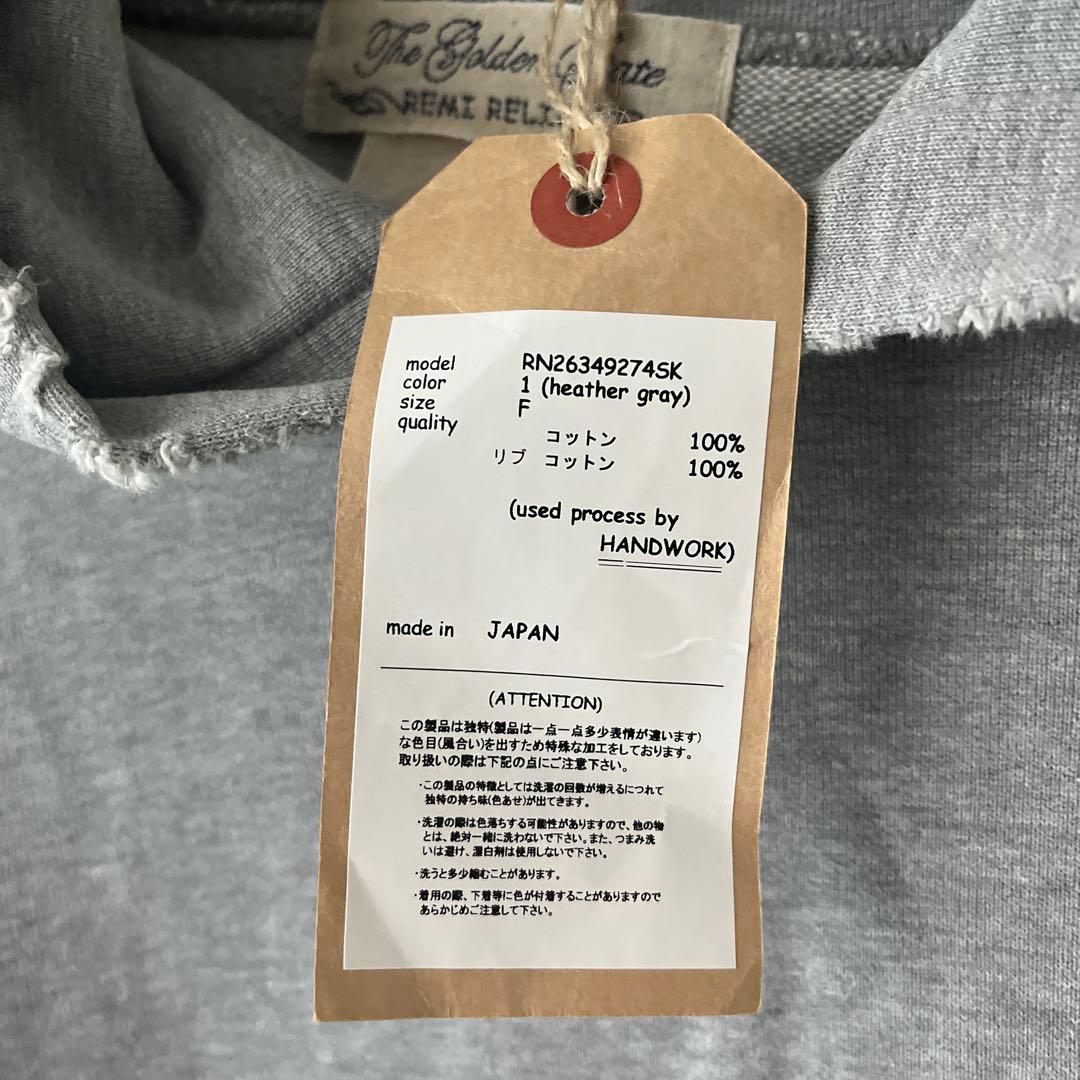 The Golden
REMI
model RN26349274SK
color 1 (heather gray)
size F
quality
コットン 100%
リブ コットン 100%
(used process by
HANDWORK)
made in JAPAN
(ATTENTION)
この製品は独特(製品は一点一点多少表情が違います)
な色目(風合い)を出すため特殊な加工をしております。
取り扱いの際は下記の点にご注意下さい。
・この製品の特徴としては洗濯の回数が増えるにつれて
独特の持ち味(色あせ)が出てきます。
・洗濯の際は色落ちする可能性がありますので、他の物
とは、絶対一緒に洗わないで下さい。また、つまみ洗
いは避け、漂白剤は使用しないで下さい。
・洗うと多少縮むことがあります。
・着用の際、下着等に色が付着することがありますので
あらかじめご注意して下さい。